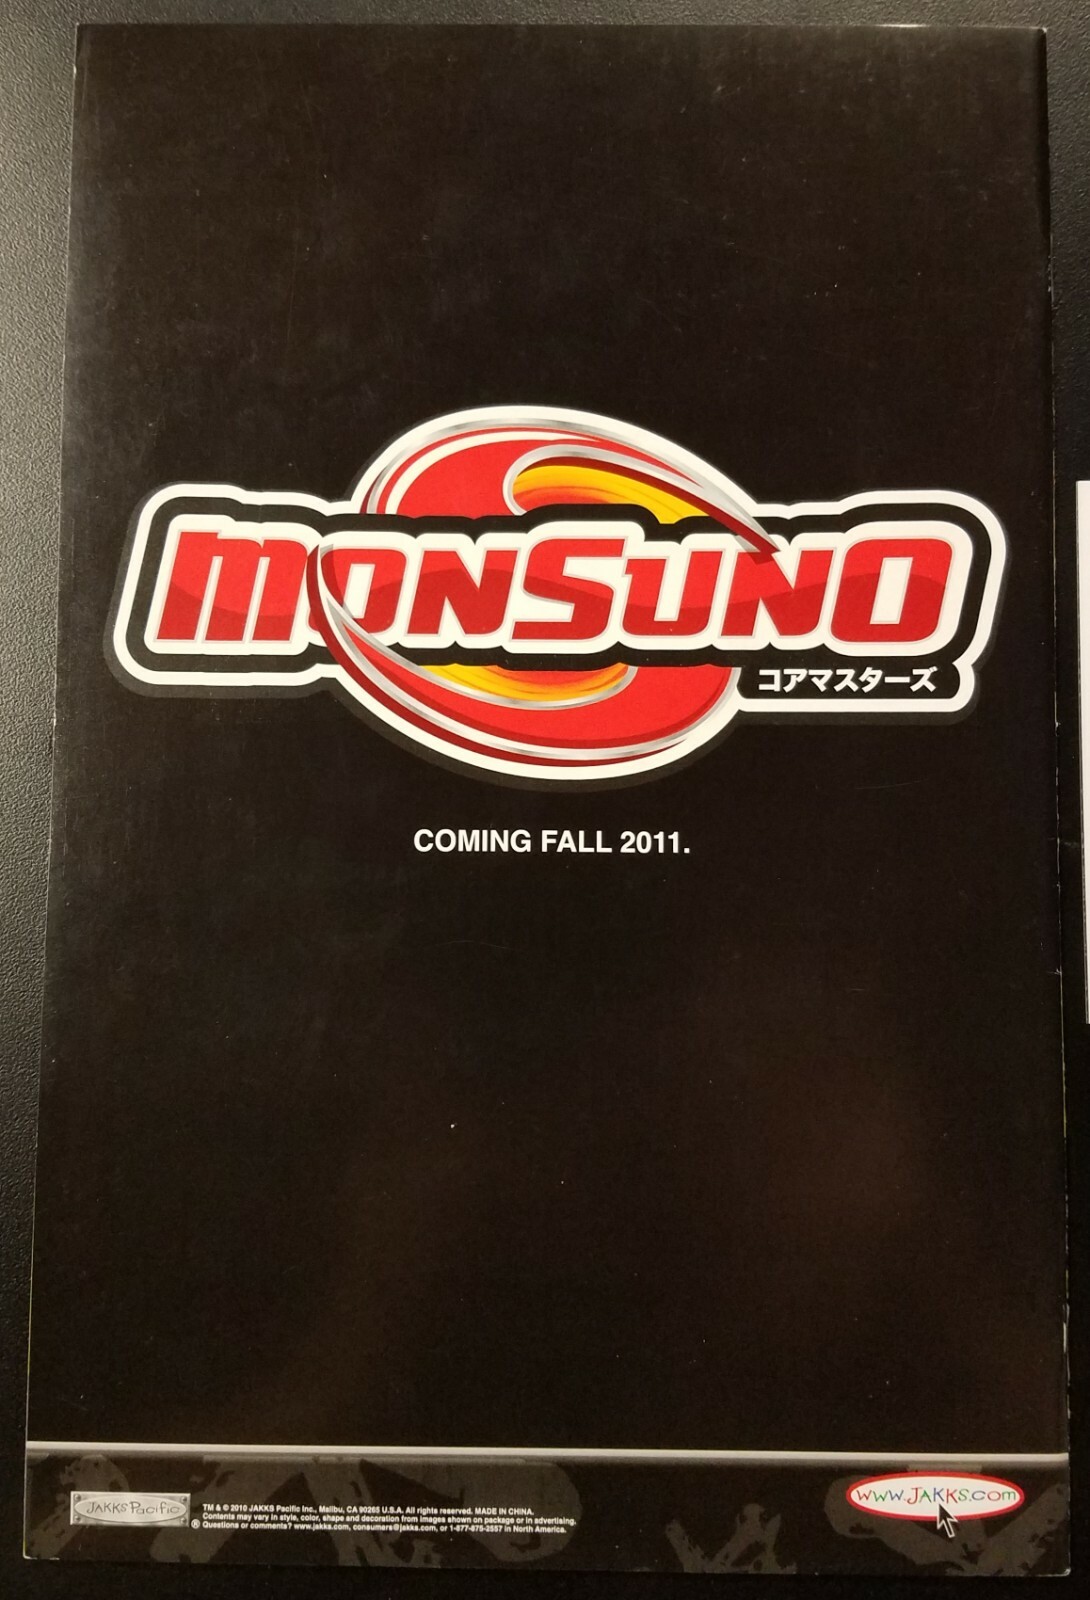 MONSUNO
コアマスターズ
COMING FALL 2011.
JAKKS Pacific
®
TM & © 2010 JAKKS Pacific Inc., Malibu, CA 90265 U.S.A. All rights reserved. MADE IN CHINA.
Contents may vary in style, color, shape and decoration from images shown on package or in advertising.
Questions or comments? www.jakks.com, consumers@jakks.com, or 1-877-875-2557 in North America.
www.JAKKS.com